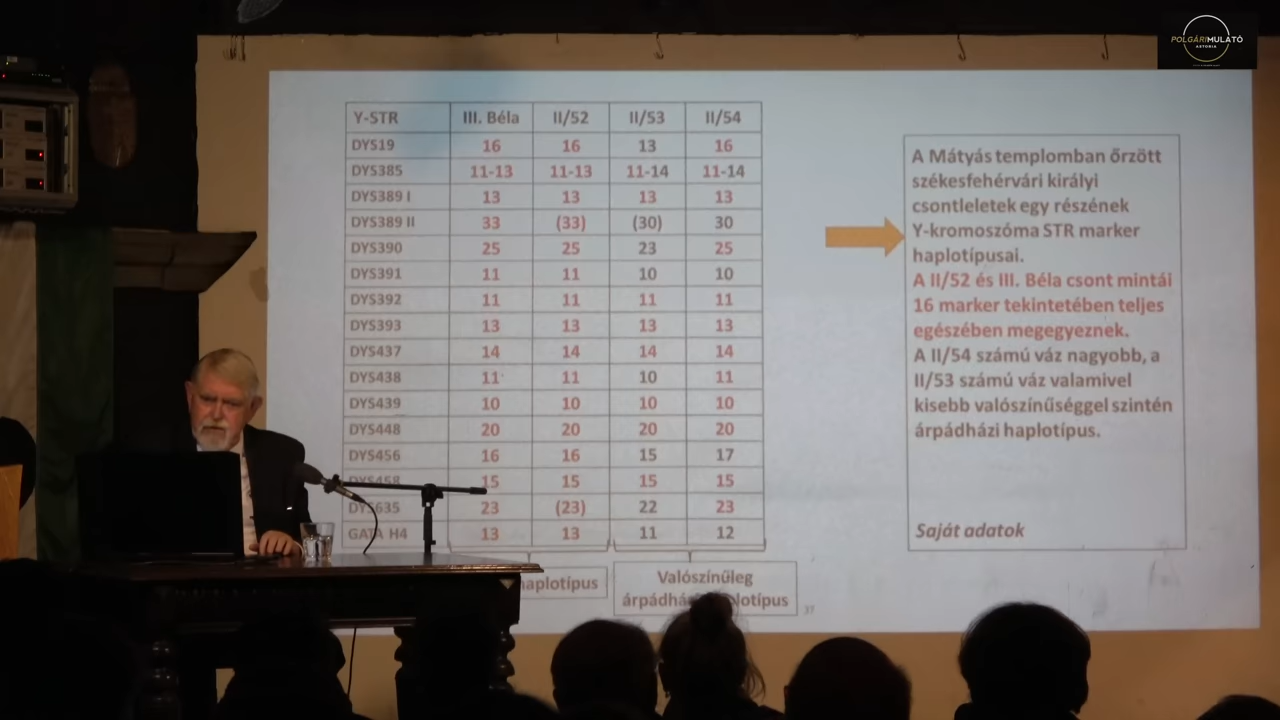 POLGÁRIMULATÓ
ASTORIA
Y-STR III. Béla II/52 II/53 II/54
DYS19 16 16 13 16
DYS385 11-13 11-13 11-14 11-14
DYS389 I 13 13 13 13
DYS389 II 33 (33) (30) 30
DYS390 25 25 23 25
DYS391 11 11 10 10
DYS392 11 11 11 11
DYS393 13 13 13 13
DYS437 14 14 14 14
DYS438 11 11 10 11
DYS439 10 10 10 10
DYS448 20 20 20 20
DYS456 16 16 15 17
DYS458 15 15 15 15
DYS635 23 (23) 22 23
GATA H4 13 13 11 12
haplotípus
Valószínűleg
A Mátyás templomban őrzött
székesfehérvári királyi
csontleletek egy részének
Y-kromoszóma STR marker
haplotípusai.
A II/52 és III. Béla csont mintái
16 marker tekintetében teljes
egészében megegyeznek.
A II/54 számú váz nagyobb, a
II/53 számú váz valamivel
kisebb valószínűséggel szintén
árpádházi haplotípus.
Saját adatok
37